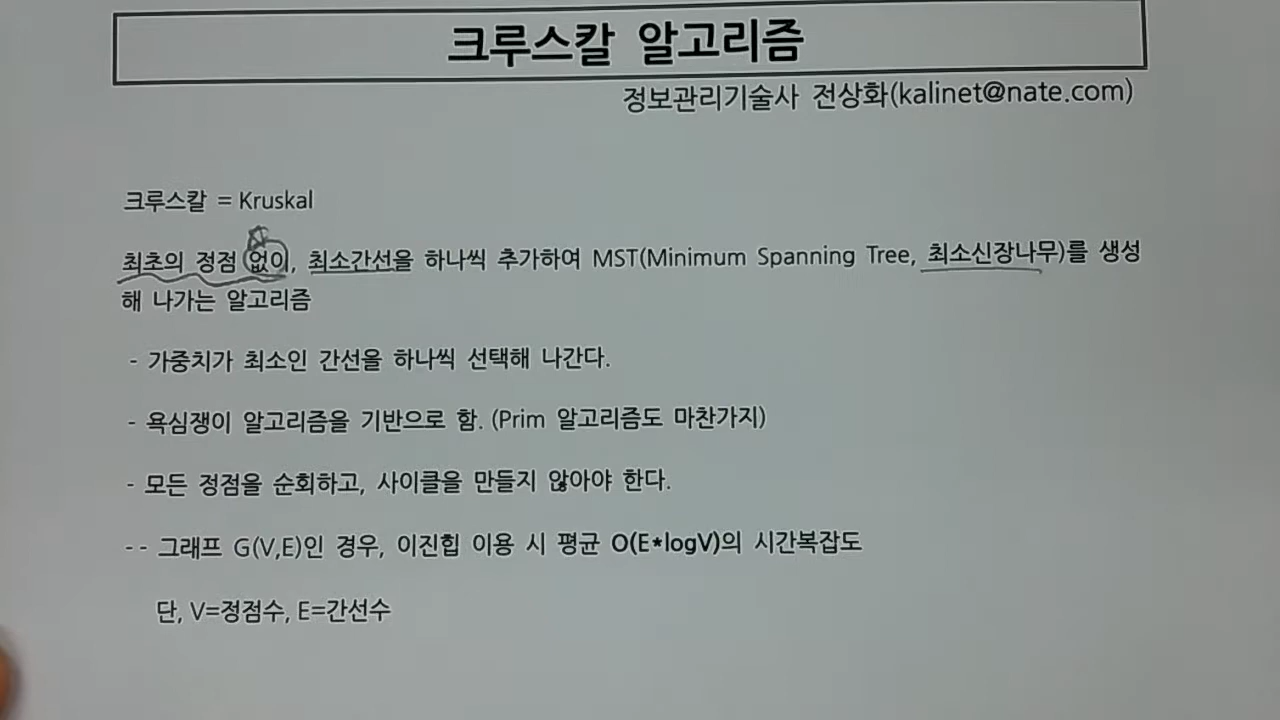 크루스칼 알고리즘
정보관리기술사 전상화(kalinet@nate.com)
크루스칼 = Kruskal
최초의 정점 없이, 최소간선을 하나씩 추가하여 MST(Minimum Spanning Tree, 최소신장나무)를 생성
해 나가는 알고리즘
- 가중치가 최소인 간선을 하나씩 선택해 나간다.
- 욕심쟁이 알고리즘을 기반으로 함. (Prim 알고리즘도 마찬가지)
- 모든 정점을 순회하고, 사이클을 만들지 않아야 한다.
-- 그래프 G(V,E)인 경우, 이진힙 이용 시 평균 O(E*logV)의 시간복잡도
단, V=정점수, E=간선수